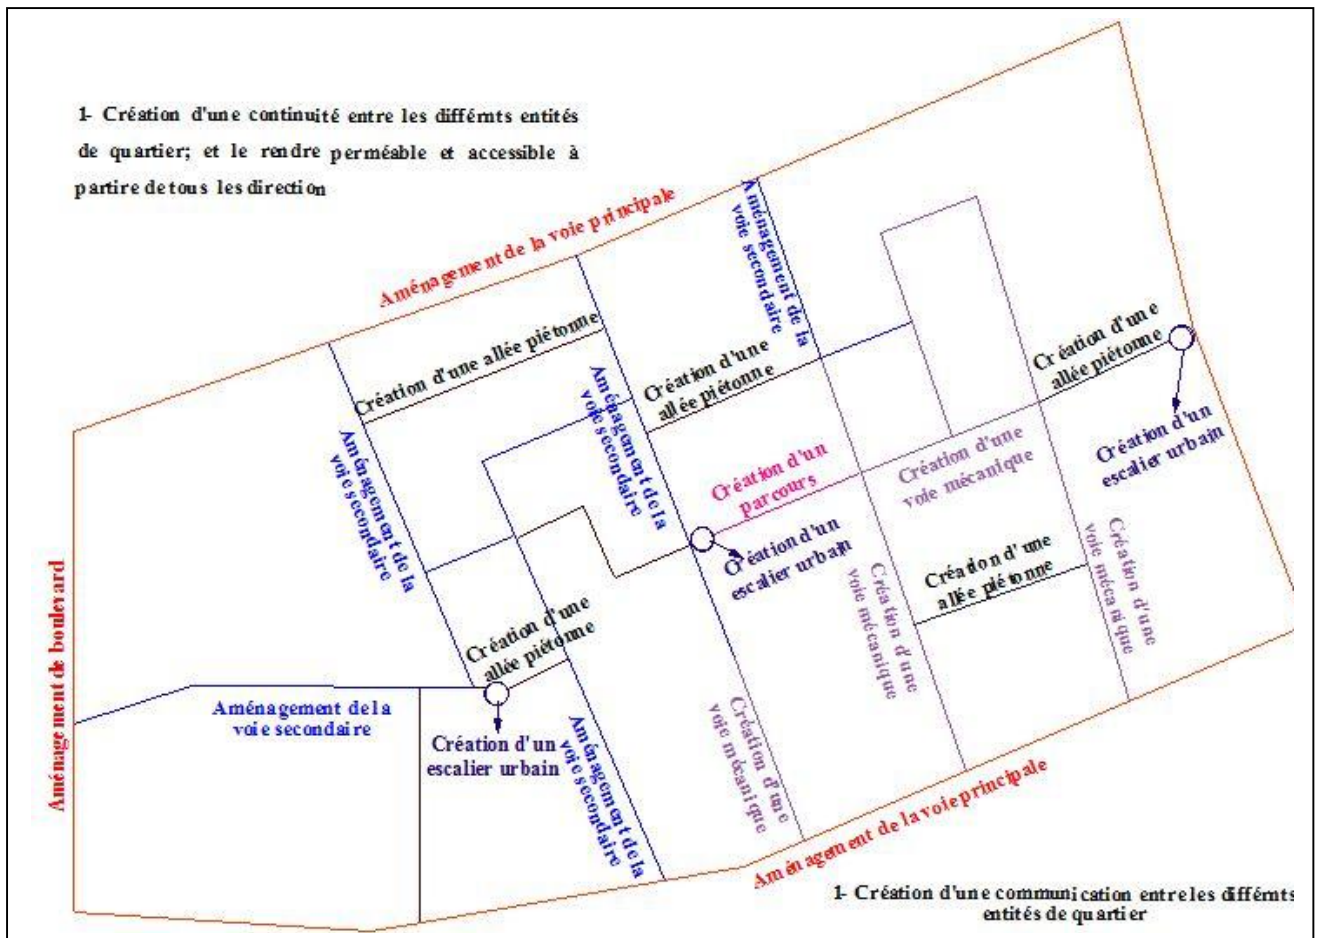 1- Création d'une continuité entre les différnts entités
de quartier; et le rendre perméable et accessible à
partire de tous les direction
Aménagement de la voie principale
Aménagement de la
voie secondaire
Création d'une allée piétonne
Création d'une
allée piétonne
Aménagement de la
voie secondaire
Création d'une
allée piétonne
Création d'un
escalier urbain
Aménagement de la
voie secondaire
Création d'un
parcours
Création d'une
voie mécanique
Création d'un
escalier urbain
Création d'une
allée piétonne
Création d'une
voie mécanique
Création d'une
voie mécanique
Création d'une
allée piétonne
Aménagement de boulevard
Aménagement de la
voie secondaire
Création d'un
escalier urbain
Aménagement de la
voie secondaire
Création d'une
voie mécanique
Aménagement de la voie principale
1- Création d'une communication entre les différnts
entités de quartier